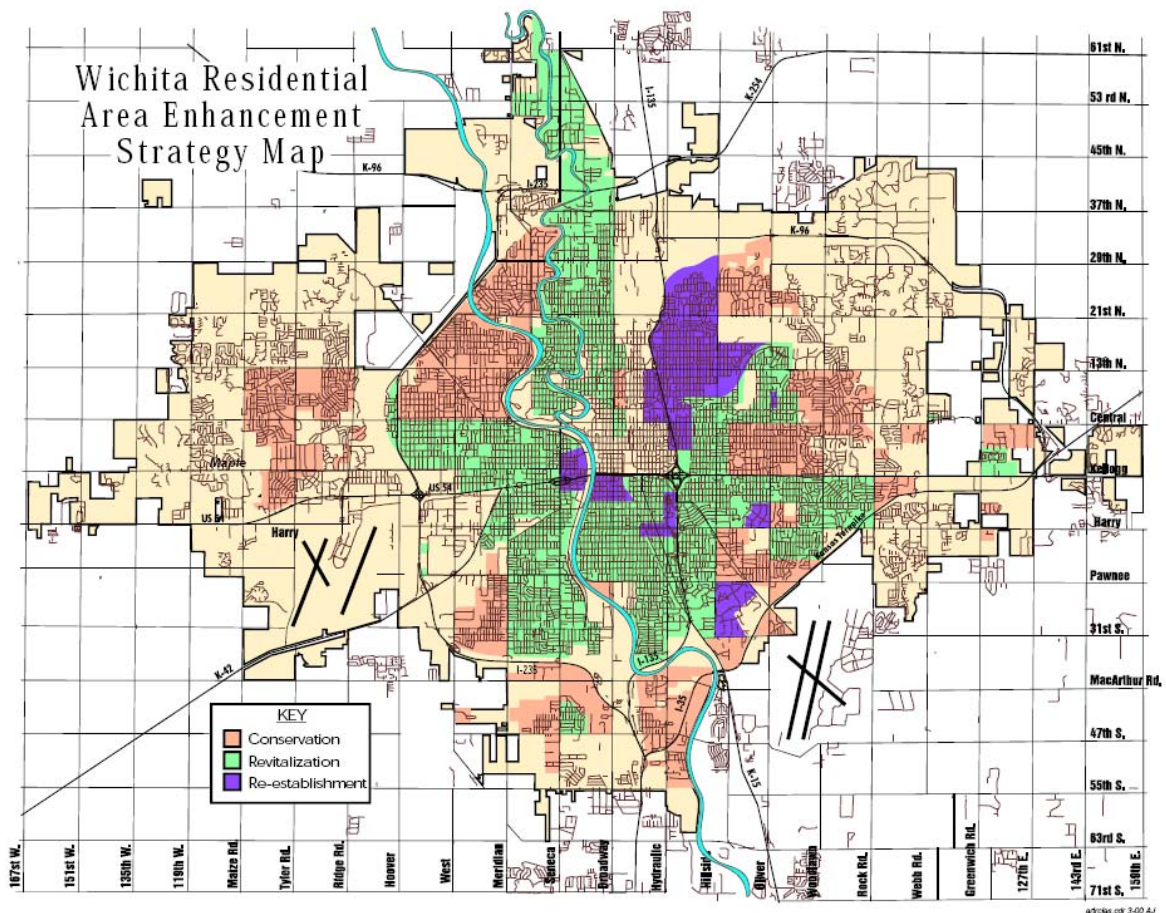 Wichita Residential
Area Enhancement
Strategy Map
61st N.
53 rd N.
45th N.
37th N.
29th N.
21st N.
13th N.
Central
Kellogg
Harry
Pawnee
31st S.
MacArthur Rd.
47th S.
55th S.
63rd S.
71st S.
K-96
I-235
I-135
K-254
K-96
Maple
US 54
US 54
Harry
Kansas Turnpike
K-42
I-235
I-135
I-35
K-15
KEY
Conservation
Revitalization
Re-establishment
167st W.
151st W.
135th W.
119th W.
Maize Rd.
Tyler Rd.
Ridge Rd.
Hoover
West
Meridian
Seneca
Broadway
Hydraulic
Hillside
Oliver
Woodlawn
Rock Rd.
Webb Rd.
Greenwich Rd.
127th E.
143rd E.
159th E.